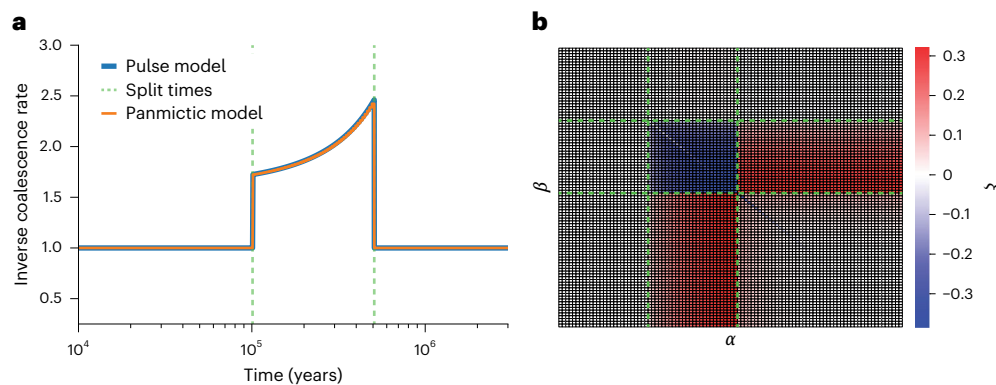 a
3.0
2.5
2.0
1.5
1.0
0.5
Inverse coalescence rate
Pulse model
Split times
Panmictic model
10⁴
10⁵
10⁶
Time (years)
b
β
α
0.3
0.2
0.1
0
−0.1
−0.2
−0.3
ξ